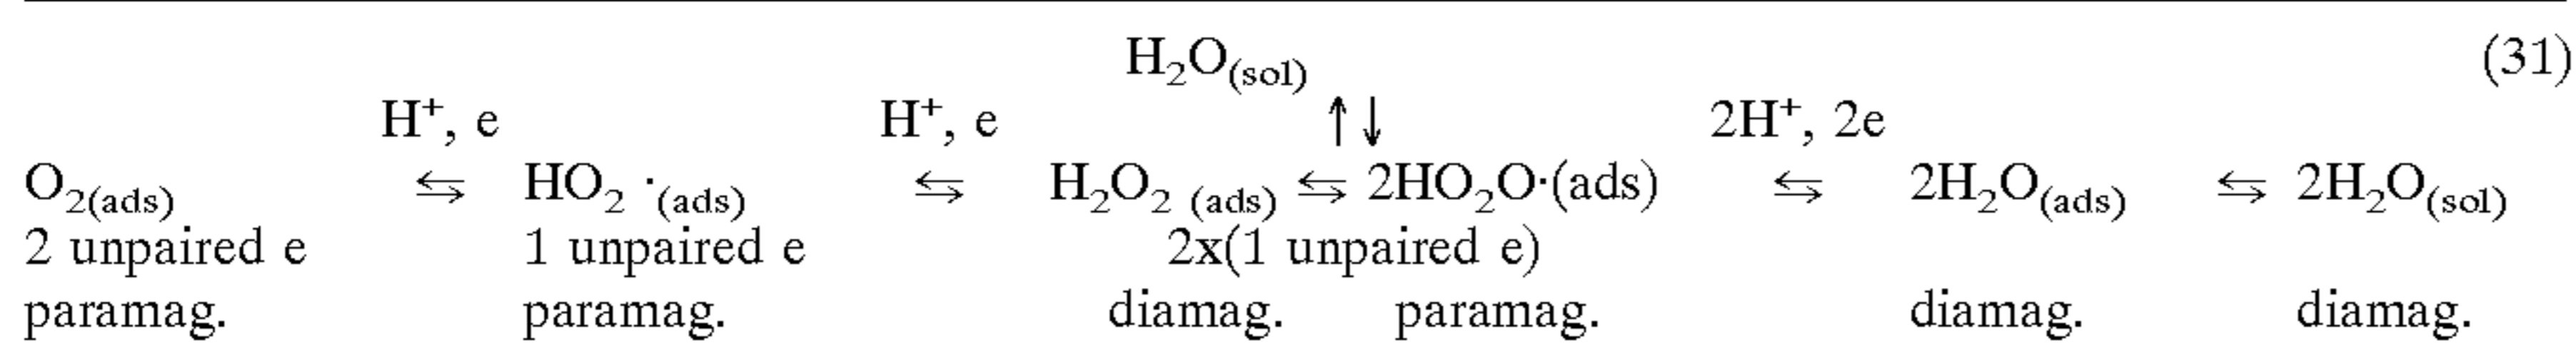 H₂O₍sol₎ (31)
H⁺, e H⁺, e ↑↓ 2H⁺, 2e
O₂(ads) ⇆ HO₂ ·(ads) ⇆ H₂O₂ (ads) ⇆ 2HO₂O·(ads) ⇆ 2H₂O(ads) ⇆ 2H₂O(sol)
2 unpaired e 1 unpaired e 2x(1 unpaired e)
paramag. paramag. diamag. paramag. diamag. diamag.